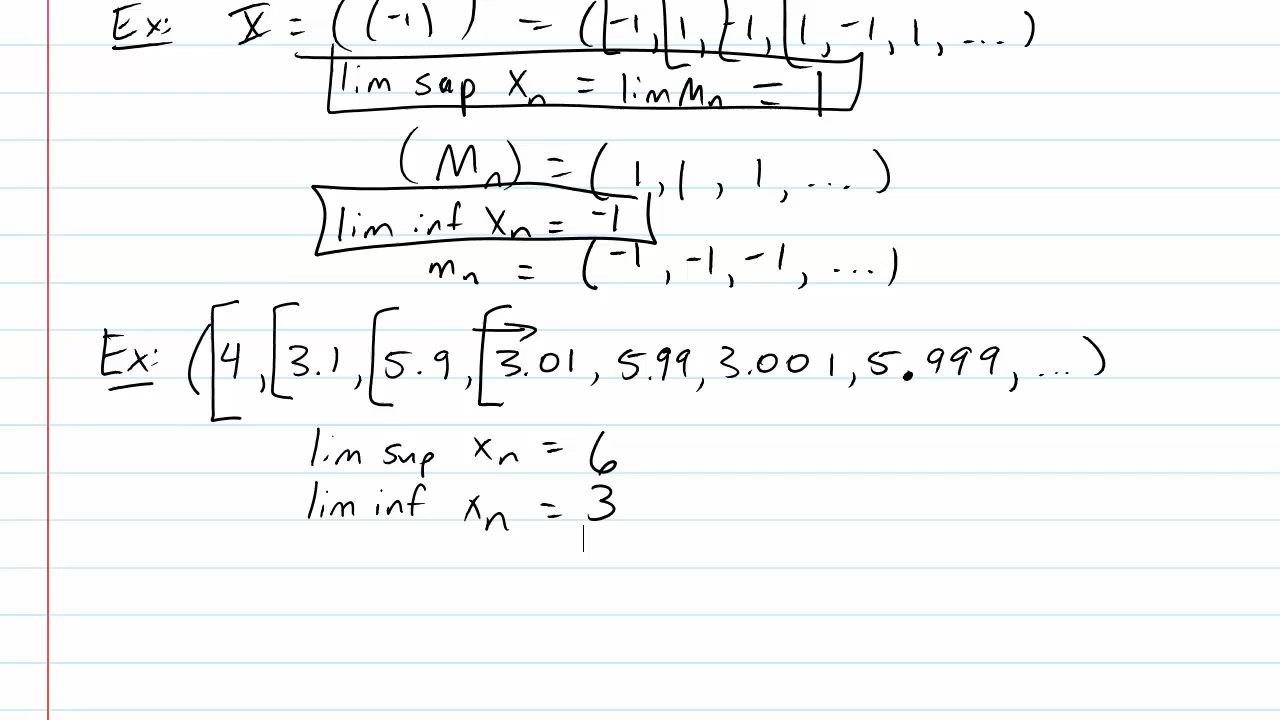 Ex: X = ((-1) ) = (-1, 1, -1, 1, -1, 1, ...)
lim sup xn = lim Mn = 1
(Mn) = (1, 1, 1, ...)
lim inf xn = -1
mn = (-1, -1, -1, ...)
Ex: (4, 3.1, 5.9, 3.01, 5.99, 3.001, 5.999, ...)
lim sup xn = 6
lim inf xn = 3